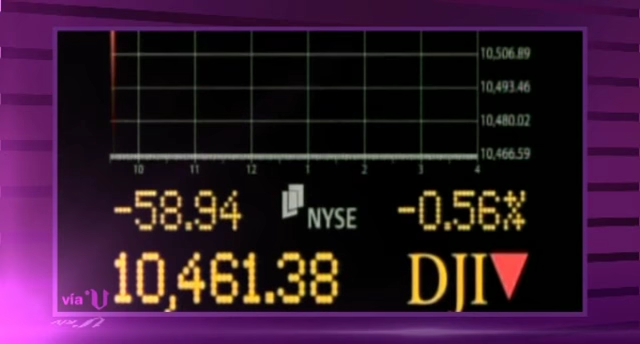 10,506.89
10,493.46
10,480.02
10,466.59
10 11 12 1 2 3 4
-58.94 NYSE -0.56%
10,461.38 DJI
vía U